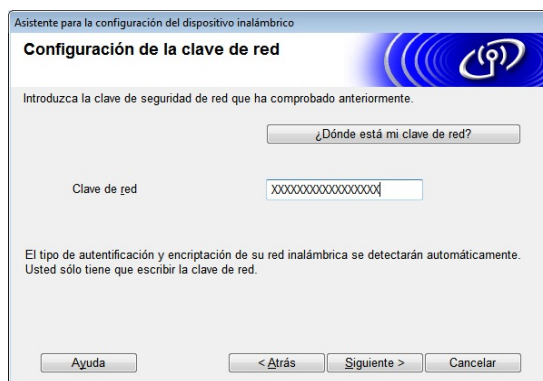 Asistente para la configuración del dispositivo inalámbrico
Configuración de la clave de red
Introduzca la clave de seguridad de red que ha comprobado anteriormente.
¿Dónde está mi clave de red?
Clave de red XXXXXXXXXXXXXXXXX
El tipo de autentificación y encriptación de su red inalámbrica se detectarán automáticamente.
Usted sólo tiene que escribir la clave de red.
Ayuda < Atrás Siguiente > Cancelar